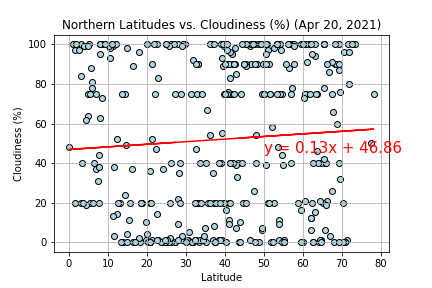 Northern Latitudes vs. Cloudiness (%) (Apr 20, 2021)
100
80
60
40
20
0
Cloudiness (%)
y = 0.13x + 46.86
0 10 20 30 40 50 60 70 80
Latitude